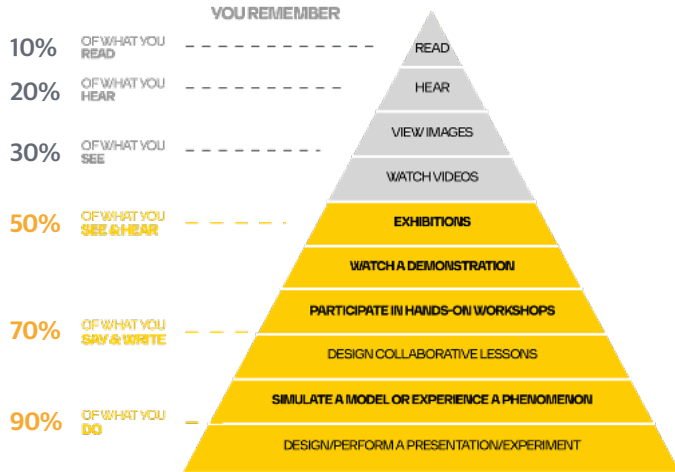 YOU REMEMBER
10% OF WHAT YOU
READ
READ
20% OF WHAT YOU
HEAR
HEAR
VIEW IMAGES
30% OF WHAT YOU
SEE
WATCH VIDEOS
50% OF WHAT YOU
SEE & HEAR
EXHIBITIONS
WATCH A DEMONSTRATION
PARTICIPATE IN HANDS-ON WORKSHOPS
70% OF WHAT YOU
SAY & WRITE
DESIGN COLLABORATIVE LESSONS
SIMULATE A MODEL OR EXPERIENCE A PHENOMENON
90% OF WHAT YOU
DO
DESIGN/PERFORM A PRESENTATION/EXPERIMENT